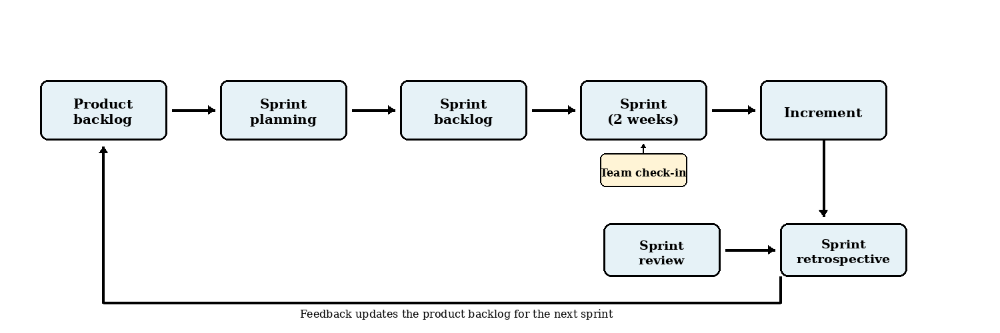 Product
backlog
Sprint
planning
Sprint
backlog
Sprint
(2 weeks)
Increment
Team check-in
Sprint
review
Sprint
retrospective
Feedback updates the product backlog for the next sprint